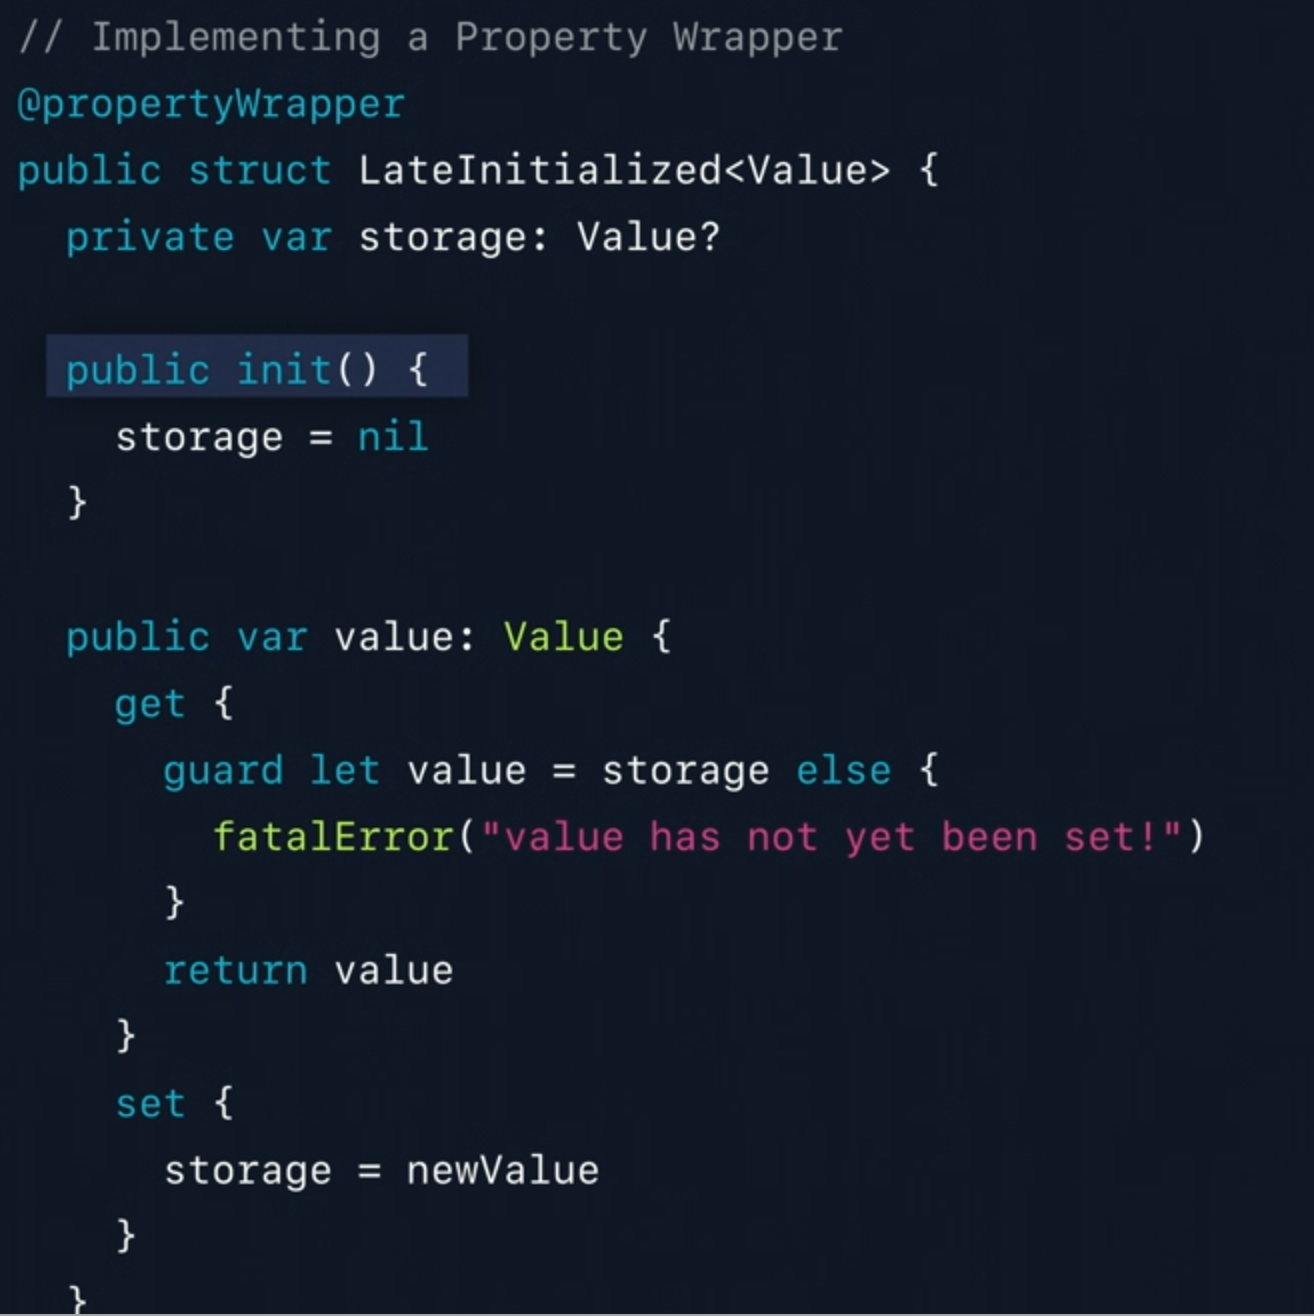 // Implementing a Property Wrapper
@propertyWrapper
public struct LateInitialized<Value> {
  private var storage: Value?

  public init() {
    storage = nil
  }

  public var value: Value {
    get {
      guard let value = storage else {
        fatalError("value has not yet been set!")
      }
      return value
    }
    set {
      storage = newValue
    }
  }